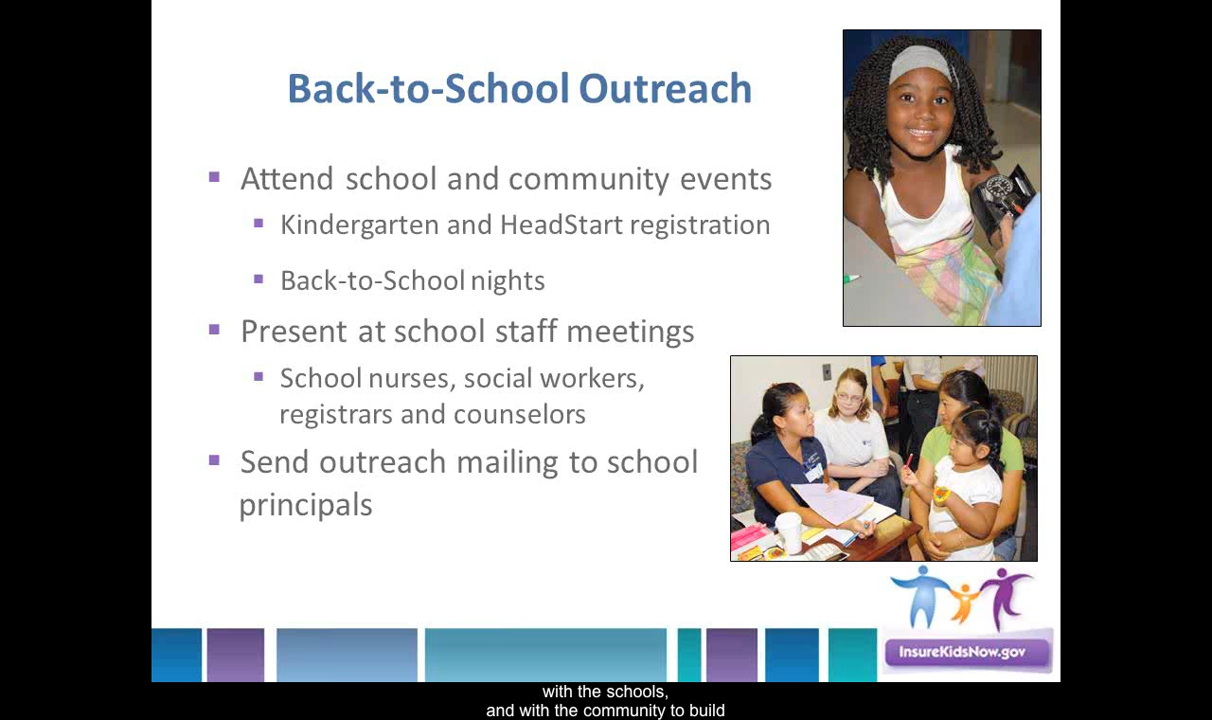 Back-to-School Outreach
Attend school and community events
Kindergarten and HeadStart registration
Back-to-School nights
Present at school staff meetings
School nurses, social workers,
registrars and counselors
Send outreach mailing to school
principals
InsureKidsNow.gov
with the schools,
and with the community to build